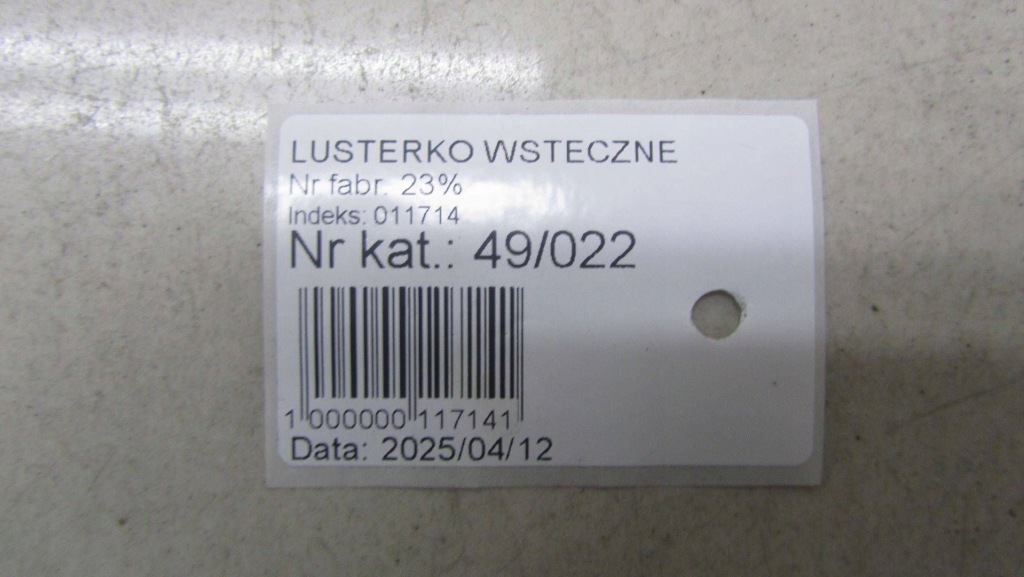 LUSTERKO WSTECZNE
Nr fabr. 23%
Indeks: 011714
Nr kat.: 49/022
1 000000 117141
Data: 2025/04/12